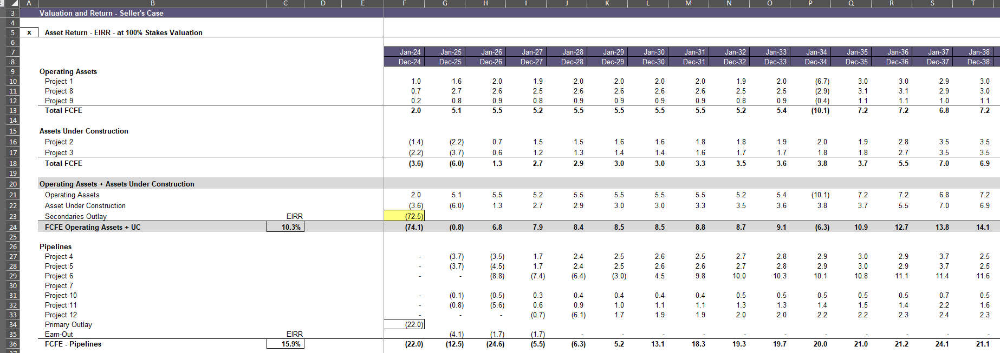 A B C D E F G H I J K L M N O P Q R S T
3 Valuation and Return - Seller's Case
4
5 x Asset Return - EIRR - at 100% Stakes Valuation
6
7 Jan-24 Jan-25 Jan-26 Jan-27 Jan-28 Jan-29 Jan-30 Jan-31 Jan-32 Jan-33 Jan-34 Jan-35 Jan-36 Jan-37 Jan-38
8 Dec-24 Dec-25 Dec-26 Dec-27 Dec-28 Dec-29 Dec-30 Dec-31 Dec-32 Dec-33 Dec-34 Dec-35 Dec-36 Dec-37 Dec-38
9 Operating Assets
10 Project 1 1.0 1.6 2.0 1.9 2.0 2.0 2.0 2.0 1.9 2.0 (6.7) 3.0 3.0 2.9 3.0
11 Project 8 0.7 2.7 2.6 2.5 2.6 2.6 2.6 2.6 2.5 2.5 (2.9) 3.1 3.1 2.9 3.0
12 Project 9 0.2 0.8 0.9 0.8 0.9 0.9 0.9 0.9 0.8 0.9 (0.4) 1.1 1.1 1.0 1.1
13 Total FCFE 2.0 5.1 5.5 5.2 5.5 5.5 5.5 5.5 5.2 5.4 (10.1) 7.2 7.2 6.8 7.2
14
15 Assets Under Construction
16 Project 2 (1.4) (2.2) 0.7 1.5 1.5 1.6 1.6 1.8 1.8 1.9 2.0 1.9 2.8 3.5 3.5
17 Project 3 (2.2) (3.7) 0.6 1.2 1.3 1.4 1.4 1.6 1.7 1.7 1.8 1.8 2.7 3.5 3.5
18 Total FCFE (3.6) (6.0) 1.3 2.7 2.9 3.0 3.0 3.3 3.5 3.6 3.8 3.7 5.5 7.0 6.9
19
20 Operating Assets + Assets Under Construction
21 Operating Assets 2.0 5.1 5.5 5.2 5.5 5.5 5.5 5.5 5.2 5.4 (10.1) 7.2 7.2 6.8 7.2
22 Asset Under Construction (3.6) (6.0) 1.3 2.7 2.9 3.0 3.0 3.3 3.5 3.6 3.8 3.7 5.5 7.0 6.9
23 Secondaries Outlay EIRR (72.5)
24 FCFE Operating Assets + UC 10.3% (74.1) (0.8) 6.8 7.9 8.4 8.5 8.5 8.8 8.7 9.1 (6.3) 10.9 12.7 13.8 14.1
25
26 Pipelines
27 Project 4 - (3.7) (3.5) 1.7 2.4 2.5 2.6 2.5 2.7 2.8 2.9 3.0 2.9 3.7 2.5
28 Project 5 - (3.7) (4.5) 1.7 2.4 2.5 2.6 2.6 2.7 2.8 2.9 3.0 2.9 3.7 2.5
29 Project 6 - - (8.8) (7.4) (6.4) (3.0) 4.5 9.8 10.0 10.3 10.1 10.8 11.1 11.4 11.6
30 Project 7
31 Project 10 - (0.1) (0.5) 0.3 0.4 0.4 0.4 0.4 0.5 0.5 0.5 0.5 0.5 0.7 0.5
32 Project 11 - (0.8) (5.6) 0.6 0.9 1.0 1.1 1.1 1.3 1.3 1.4 1.5 1.4 2.2 1.6
33 Project 12 - - - (0.7) (6.1) 1.7 1.9 1.9 2.0 2.0 2.2 2.2 2.3 2.4 2.3
34 Primary Outlay (22.0)
35 Earn-Out EIRR (4.1) (1.7) (1.7) - - - - - - - - - - -
36 FCFE - Pipelines 15.9% (22.0) (12.5) (24.6) (5.5) (6.3) 5.2 13.1 18.3 19.3 19.7 20.0 21.0 21.2 24.1 21.1